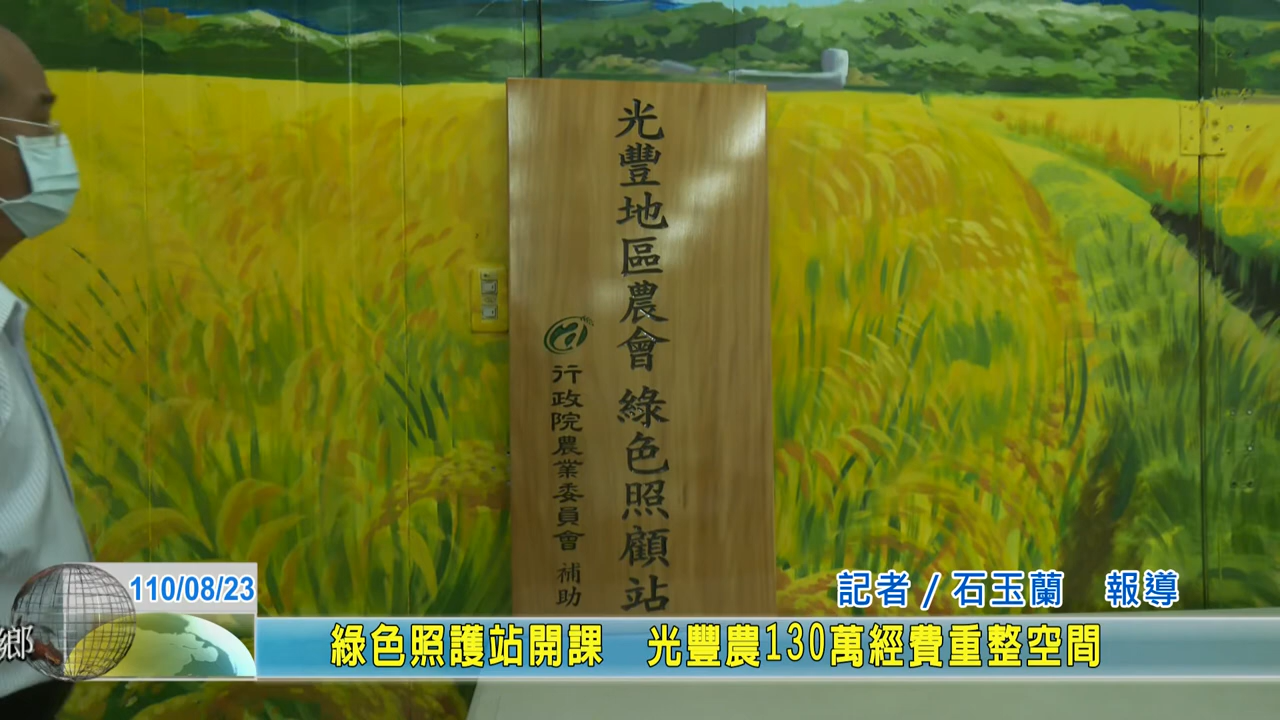 光豐地區農會 綠色照顧站
行政院農業委員會 補助
110/08/23
記者/石玉蘭 報導
鄉
綠色照護站開課 光豐農130萬經費重整空間